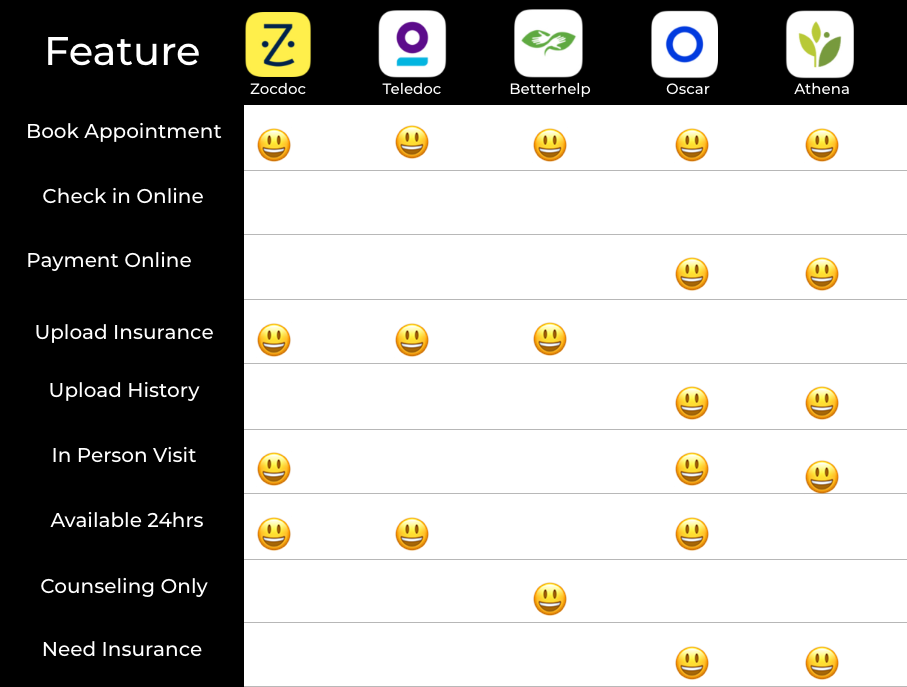 Feature
Zocdoc
Teledoc
Betterhelp
Oscar
Athena
Book Appointment
Check in Online
Payment Online
Upload Insurance
Upload History
In Person Visit
Available 24hrs
Counseling Only
Need Insurance